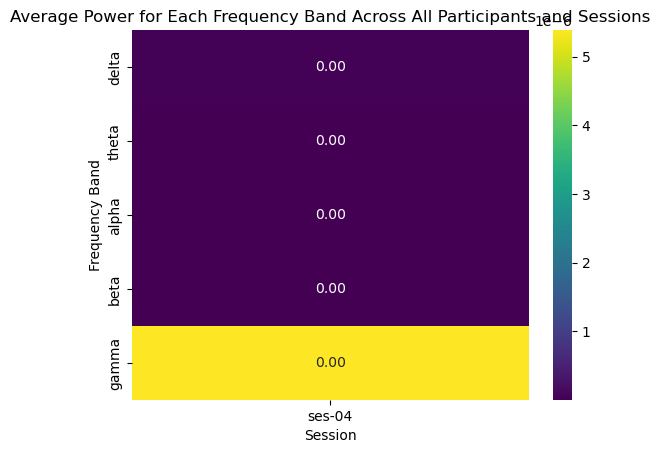 Average Power for Each Frequency Band Across All Participants and Sessions
1e−6
delta
theta
alpha
beta
gamma
Frequency Band
0.00
0.00
0.00
0.00
0.00
5
4
3
2
1
ses-04
Session